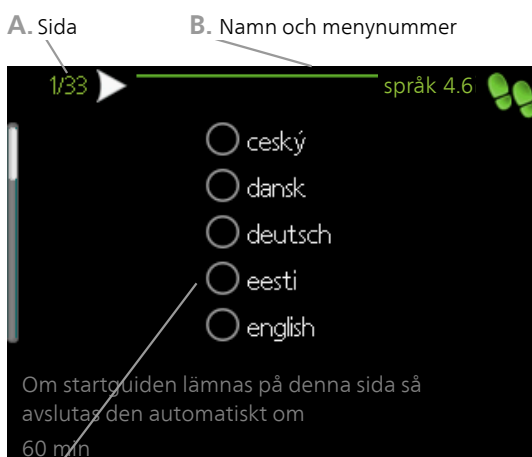 A. Sida
B. Namn och menynummer
1/33
språk 4.6
ceský
dansk
deutsch
eesti
english
Om startguiden lämnas på denna sida så
avslutas den automatiskt om
60 min